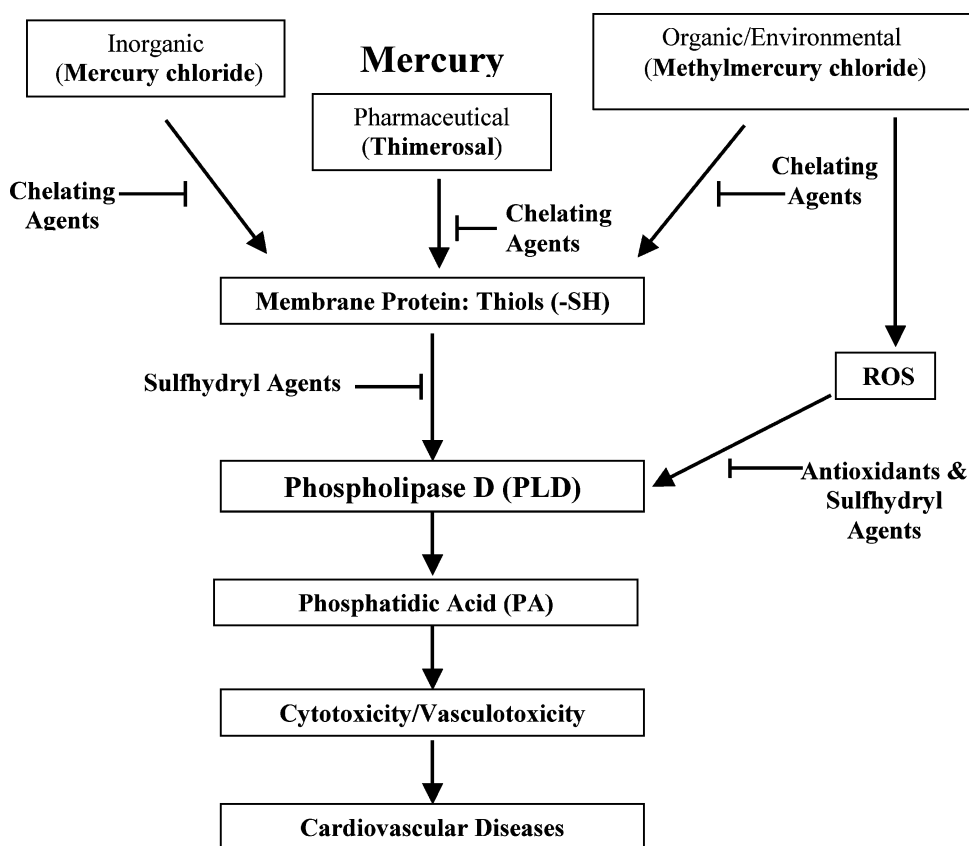 Inorganic
(Mercury chloride)
Mercury
Organic/Environmental
(Methylmercury chloride)
Pharmaceutical
(Thimerosal)
Chelating
Agents
Chelating
Agents
Chelating
Agents
Membrane Protein: Thiols (-SH)
Sulfhydryl Agents
ROS
Phospholipase D (PLD)
Antioxidants &
Sulfhydryl
Agents
Phosphatidic Acid (PA)
Cytotoxicity/Vasculotoxicity
Cardiovascular Diseases